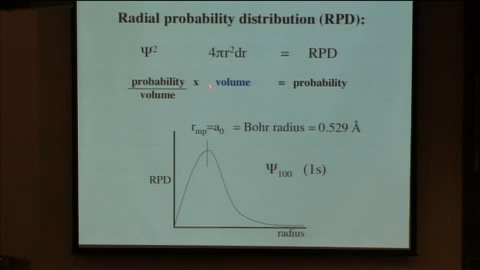 Radial probability distribution (RPD):
Ψ² 4πr²dr = RPD
probability x volume = probability
volume
rmp=a0 = Bohr radius = 0.529 Å
Ψ100 (1s)
RPD
radius